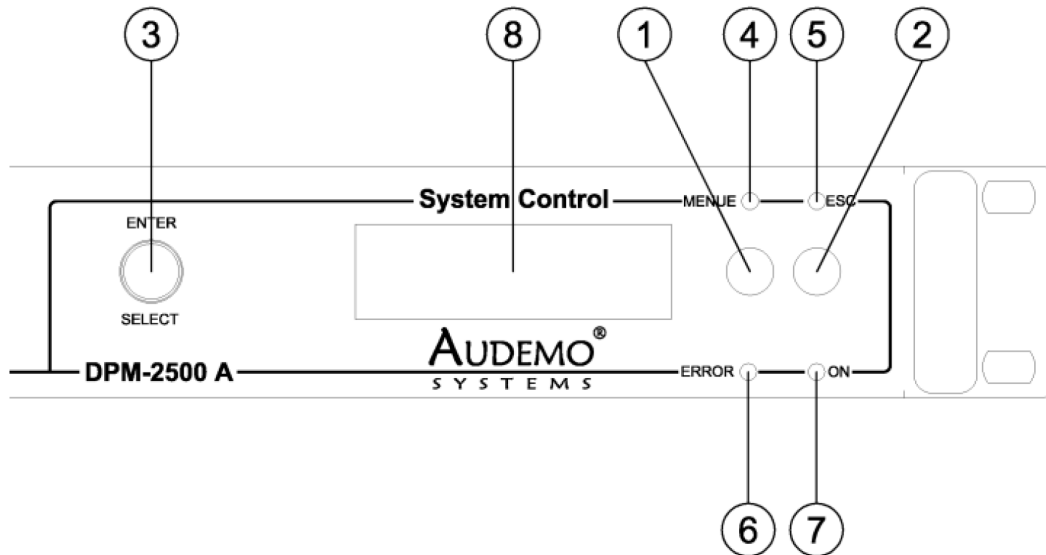 3 8 1 4 5 2
System Control MENUE ESC
ENTER
SELECT
AUDEMO®
SYSTEMS
DPM-2500 A ERROR ON
6 7